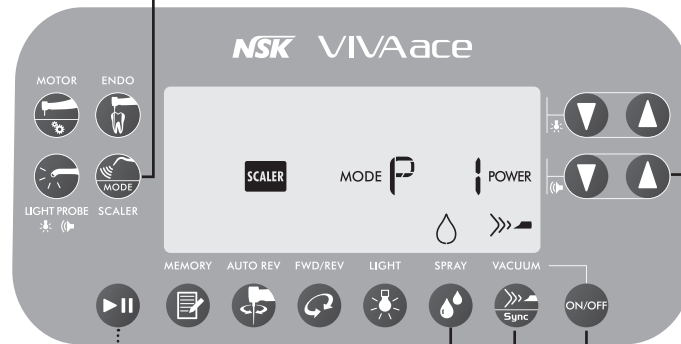 NSK VIVAace
MOTOR ENDO
MODE
LIGHT PROBE SCALER
SCALER MODE P 1 POWER
MEMORY AUTO REV FWD/REV LIGHT SPRAY VACUUM
Sync
ON/OFF